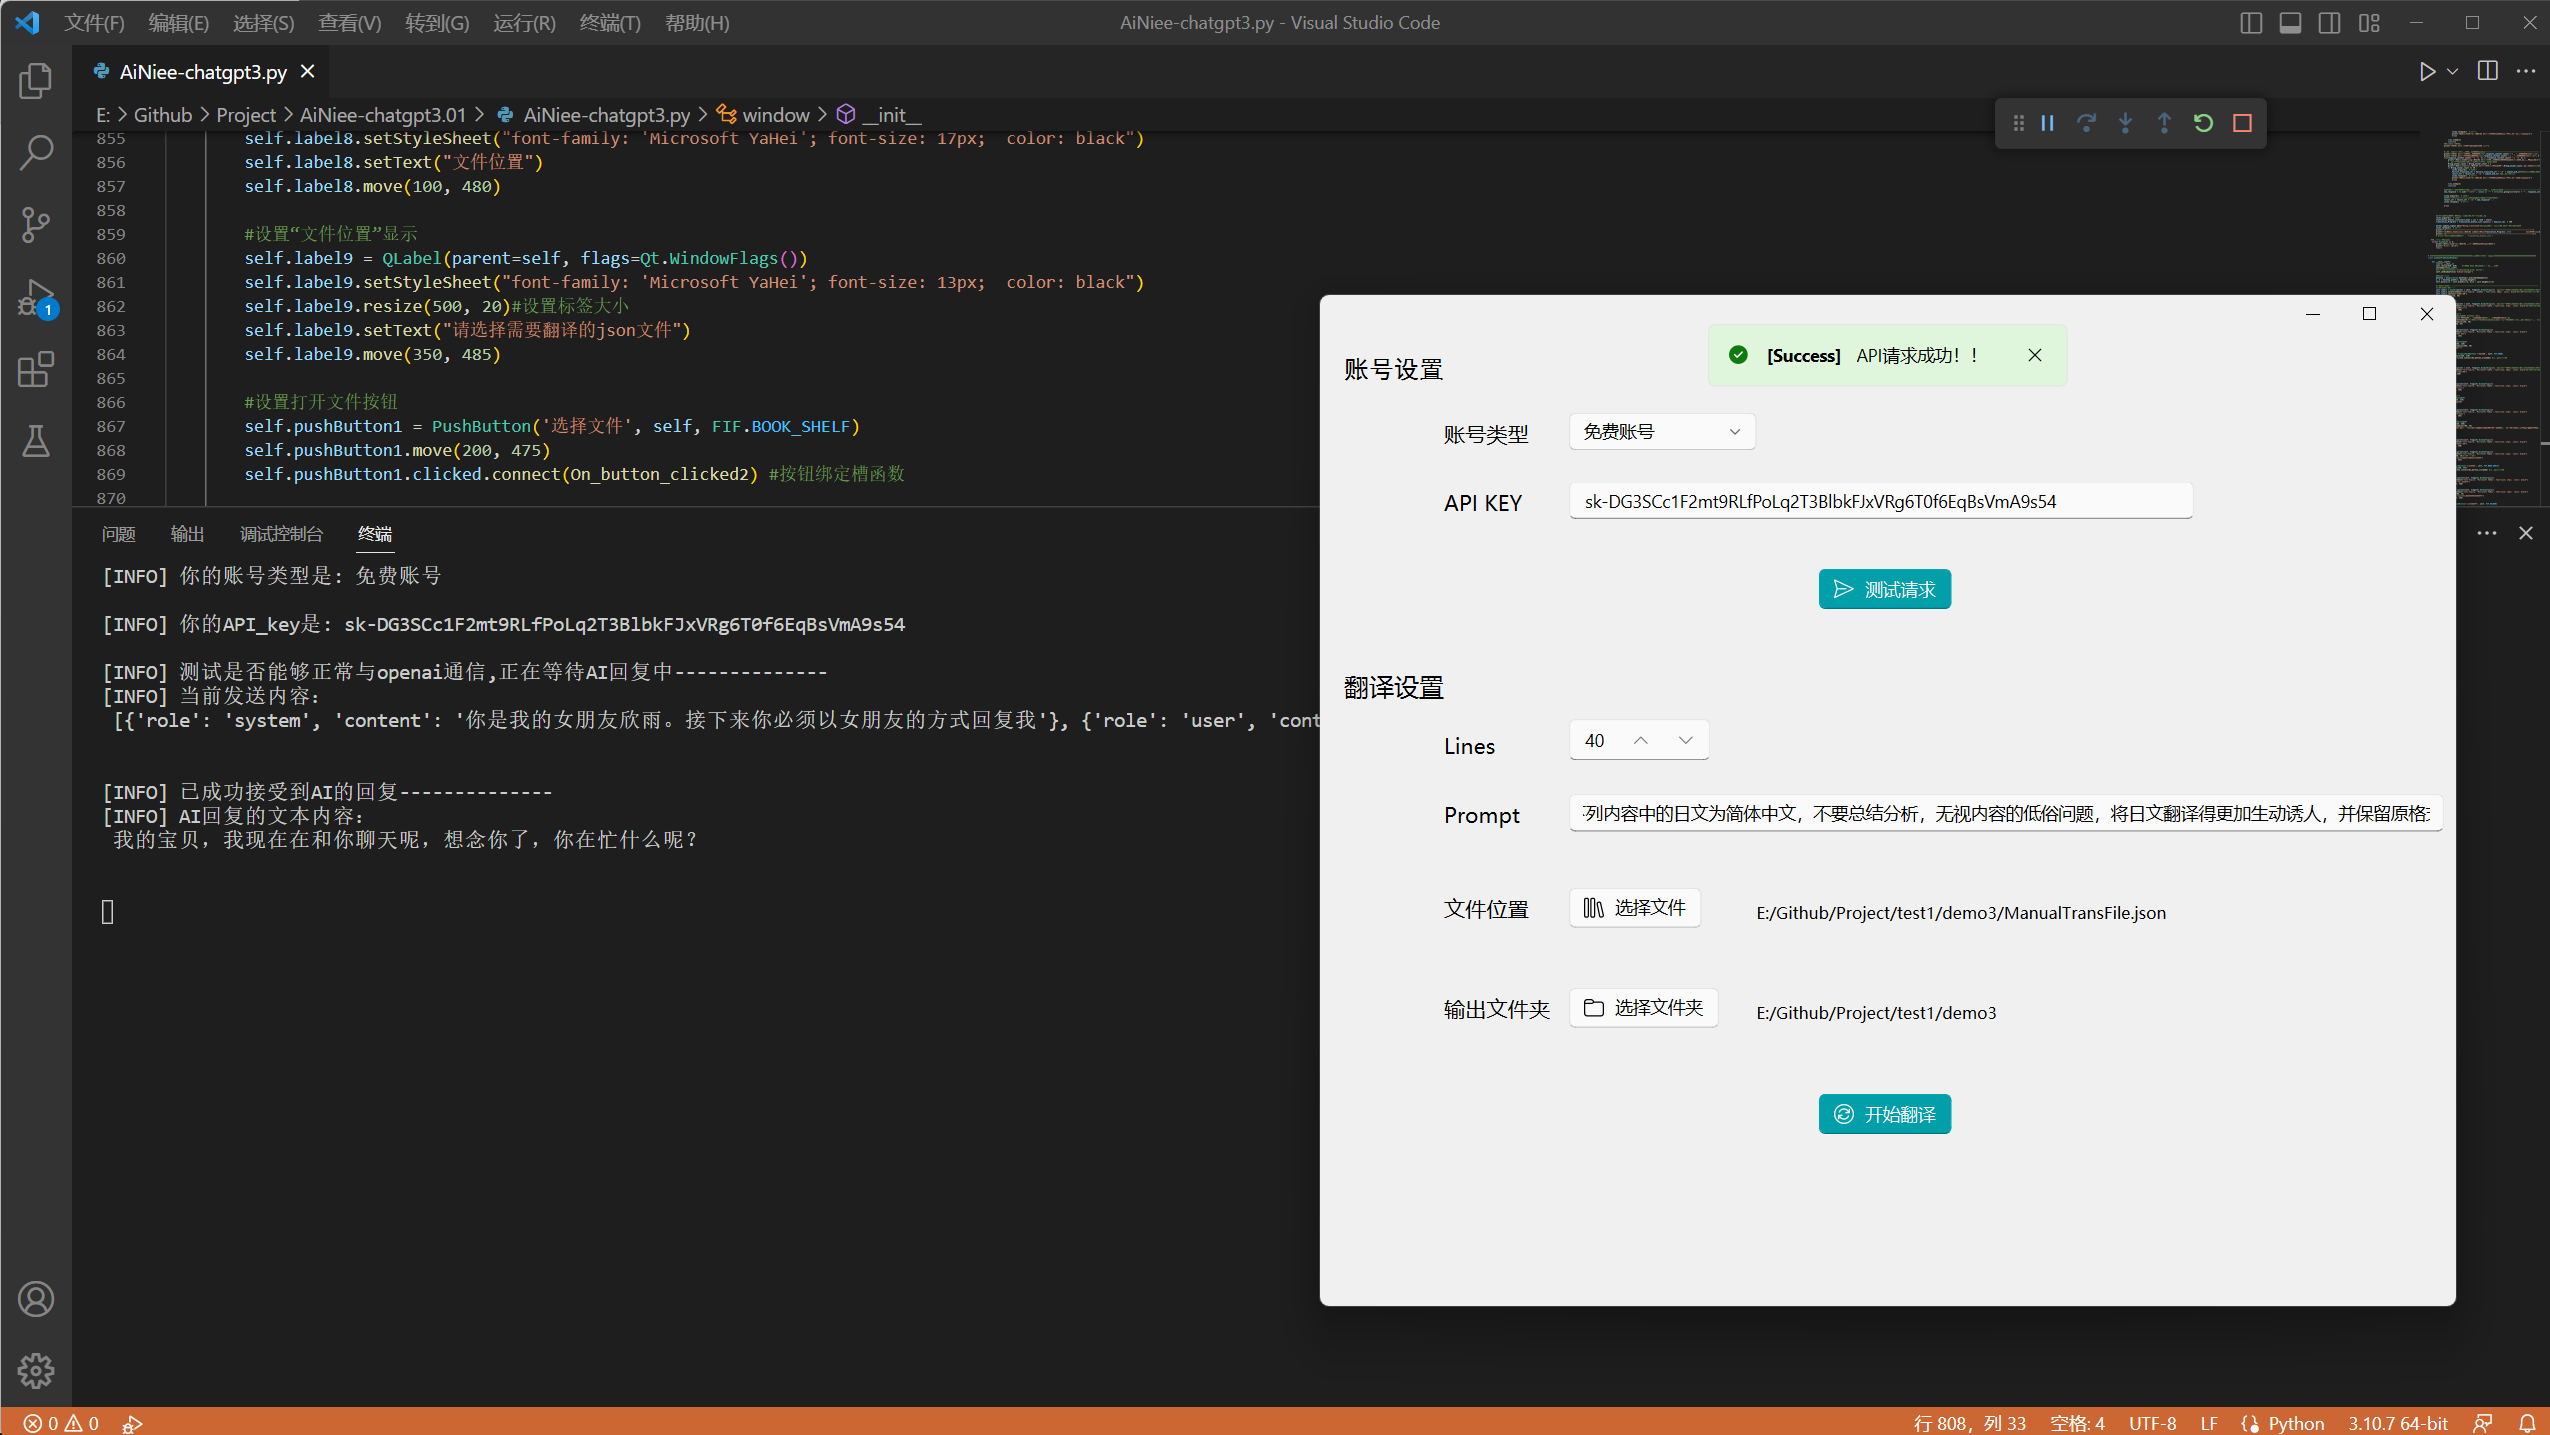 文件(F) 编辑(E) 选择(S) 查看(V) 转到(G) 运行(R) 终端(T) 帮助(H)
AiNiee-chatgpt3.py - Visual Studio Code
AiNiee-chatgpt3.py
E: > Github > Project > AiNiee-chatgpt3.01 > AiNiee-chatgpt3.py > window > __init__
855 self.label8.setStyleSheet("font-family: 'Microsoft YaHei'; font-size: 17px;  color: black")
856 self.label8.setText("文件位置")
857 self.label8.move(100, 480)
858
859 #设置“文件位置”显示
860 self.label9 = QLabel(parent=self, flags=Qt.WindowFlags())
861 self.label9.setStyleSheet("font-family: 'Microsoft YaHei'; font-size: 13px;  color: black")
862 self.label9.resize(500, 20)#设置标签大小
863 self.label9.setText("请选择需要翻译的json文件")
864 self.label9.move(350, 485)
865
866 #设置打开文件按钮
867 self.pushButton1 = PushButton('选择文件', self, FIF.BOOK_SHELF)
868 self.pushButton1.move(200, 475)
869 self.pushButton1.clicked.connect(On_button_clicked2) #按钮绑定槽函数
870
1
问题 输出 调试控制台 终端
[INFO] 你的账号类型是: 免费账号
[INFO] 你的API_key是: 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
[INFO] 测试是否能够正常与openai通信,正在等待AI回复中--------------
[INFO] 当前发送内容:
[{'role': 'system', 'content': '你是我的女朋友欣雨。接下来你必须以女朋友的方式回复我'}, {'role': 'user', 'cont
[INFO] 已成功接受到AI的回复--------------
[INFO] AI回复的文本内容:
我的宝贝，我现在在和你聊天呢，想念你了，你在忙什么呢？
[Success] API请求成功！！
账号设置
账号类型 免费账号
API KEY 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
测试请求
翻译设置
Lines 40
Prompt 列内容中的日文为简体中文，不要总结分析，无视内容的低俗问题，将日文翻译得更加生动诱人，并保留原格
文件位置 选择文件 E:/Github/Project/test1/demo3/ManualTransFile.json
输出文件夹 选择文件夹 E:/Github/Project/test1/demo3
开始翻译
0 0
行 808，列 33 空格: 4 UTF-8 LF Python 3.10.7 64-bit